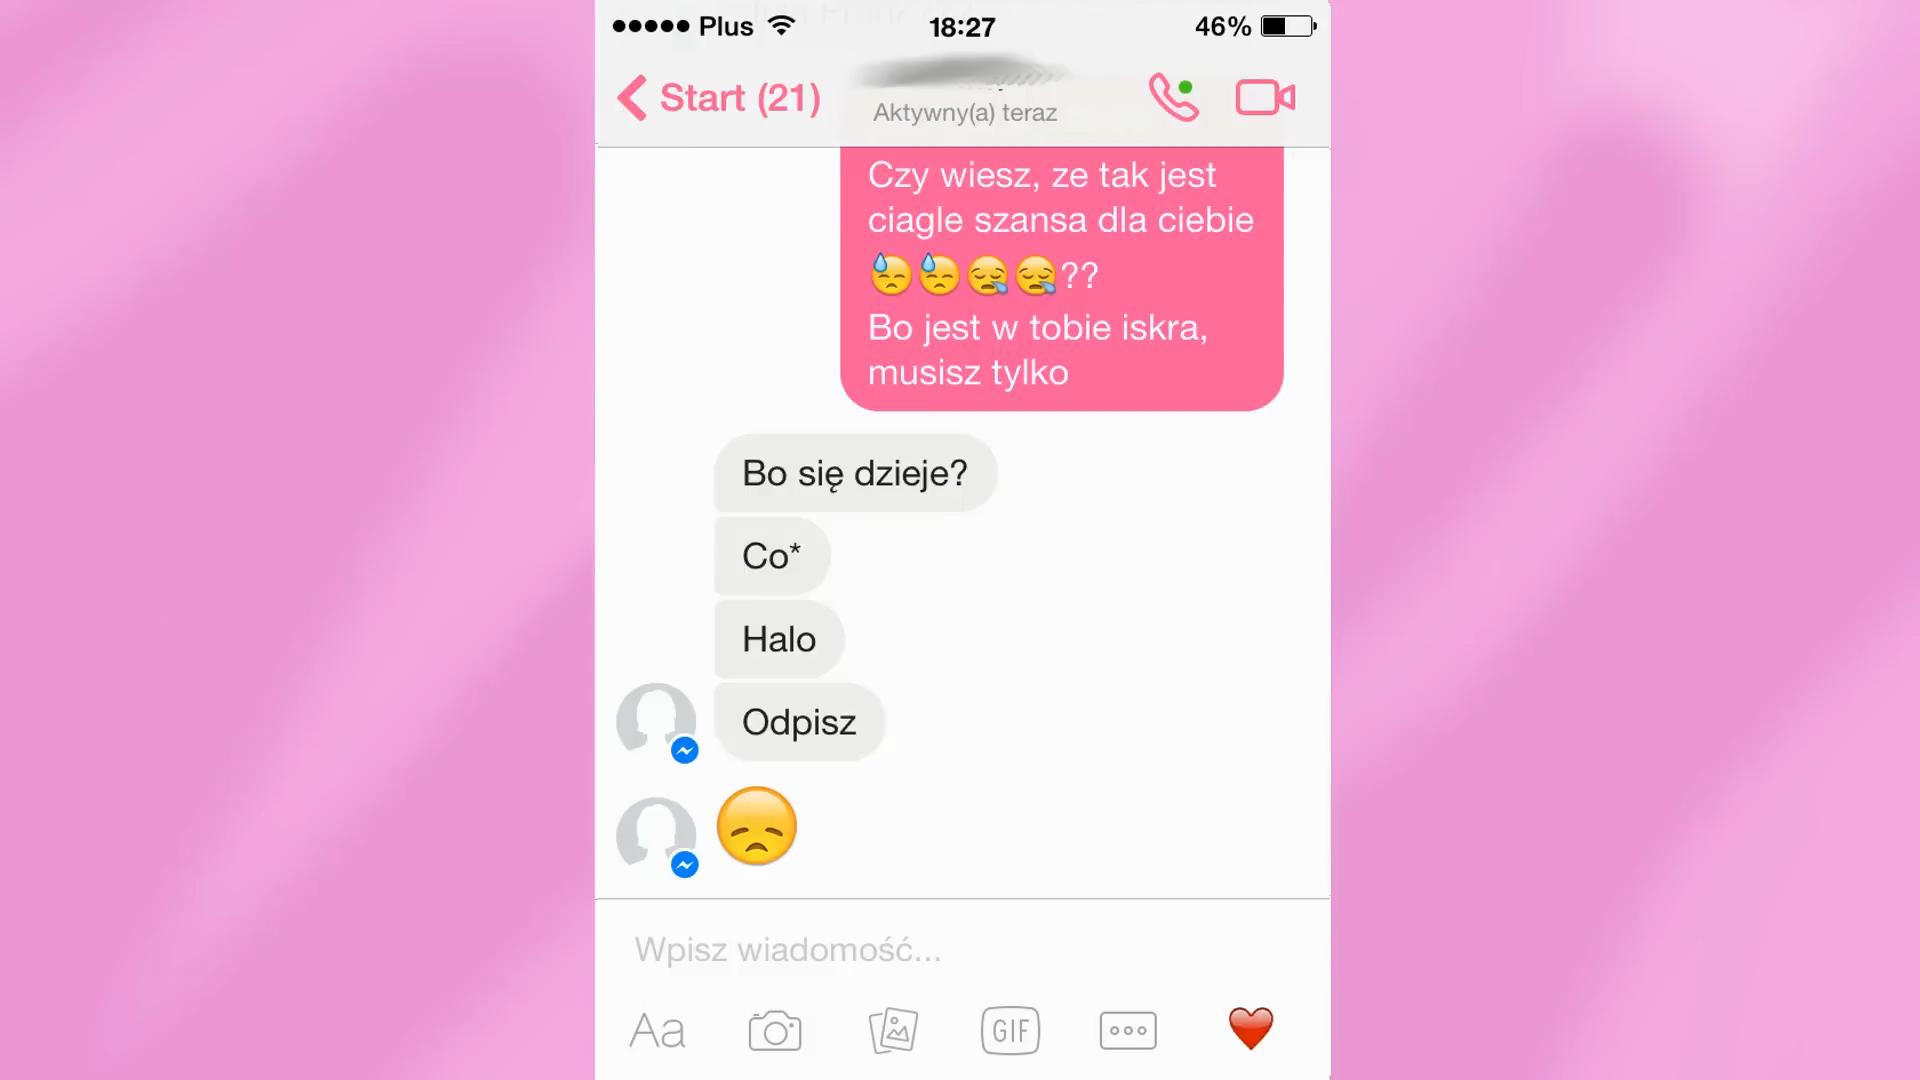 Plus 18:27 46%
Start (21)
Aktywny(a) teraz
Czy wiesz, ze tak jest
ciagle szansa dla ciebie
😓😓😪😪??
Bo jest w tobie iskra,
musisz tylko
Bo się dzieje?
Co*
Halo
Odpisz
😞
Wpisz wiadomość...
Aa GIF